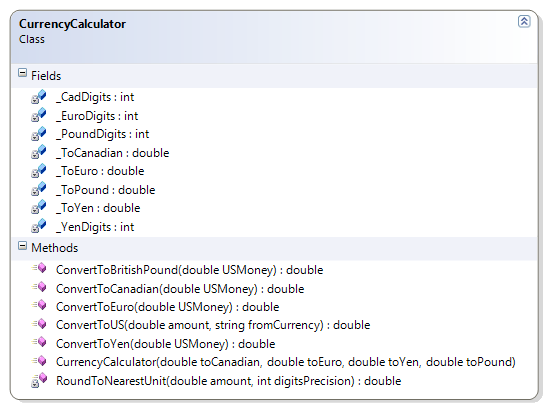 CurrencyCalculator
Class
Fields
_CadDigits : int
_EuroDigits : int
_PoundDigits : int
_ToCanadian : double
_ToEuro : double
_ToPound : double
_ToYen : double
_YenDigits : int
Methods
ConvertToBritishPound(double USMoney) : double
ConvertToCanadian(double USMoney) : double
ConvertToEuro(double USMoney) : double
ConvertToUS(double amount, string fromCurrency) : double
ConvertToYen(double USMoney) : double
CurrencyCalculator(double toCanadian, double toEuro, double toYen, double toPound)
RoundToNearestUnit(double amount, int digitsPrecision) : double